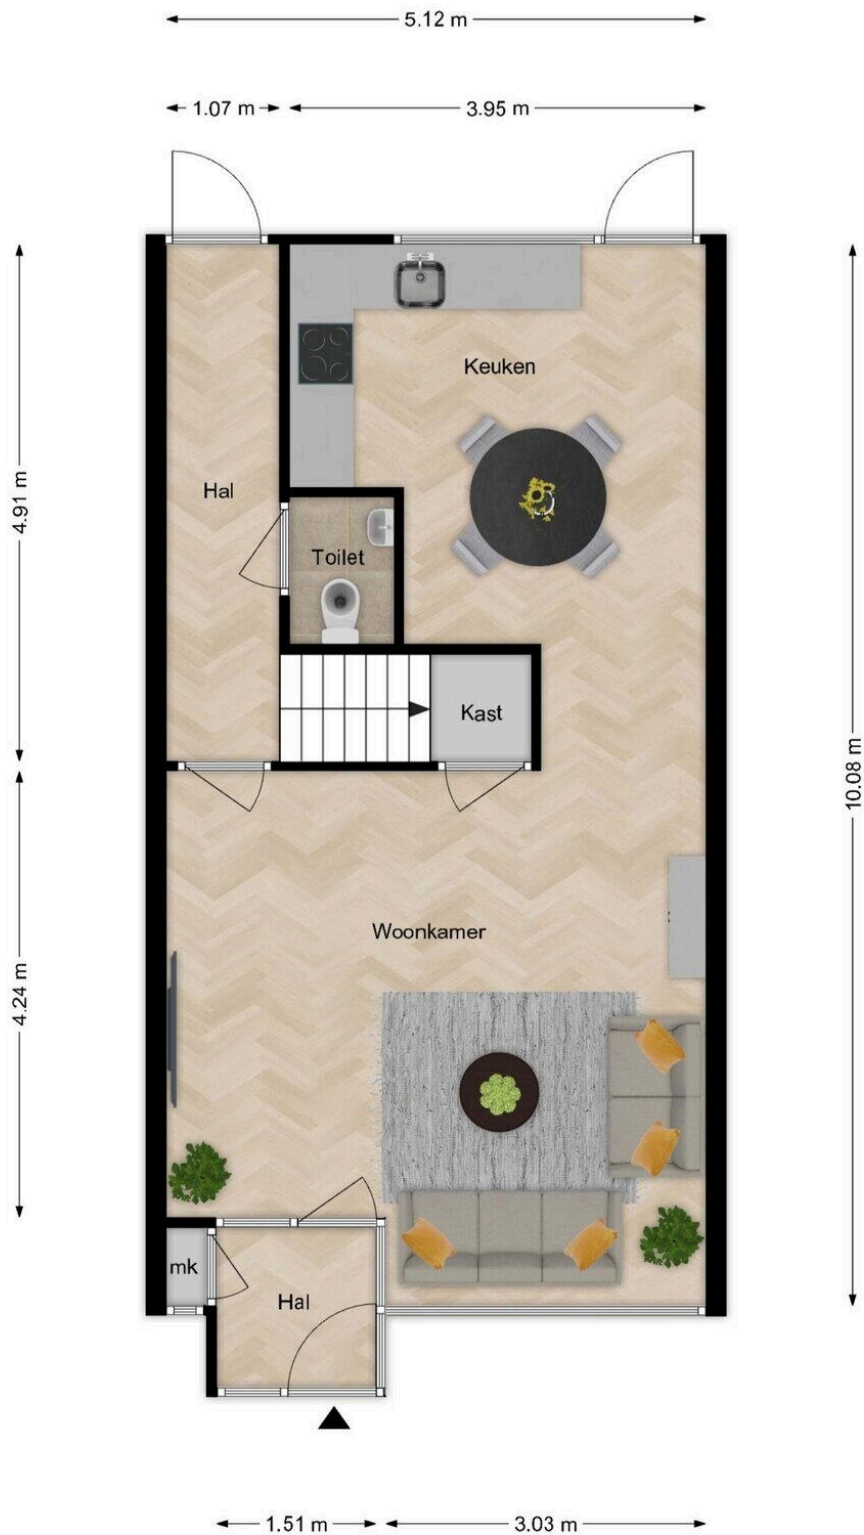 5.12 m
1.07 m
3.95 m
Keuken
Hal
4.91 m
Toilet
Kast
10.08 m
Woonkamer
4.24 m
mk
Hal
1.51 m
3.03 m